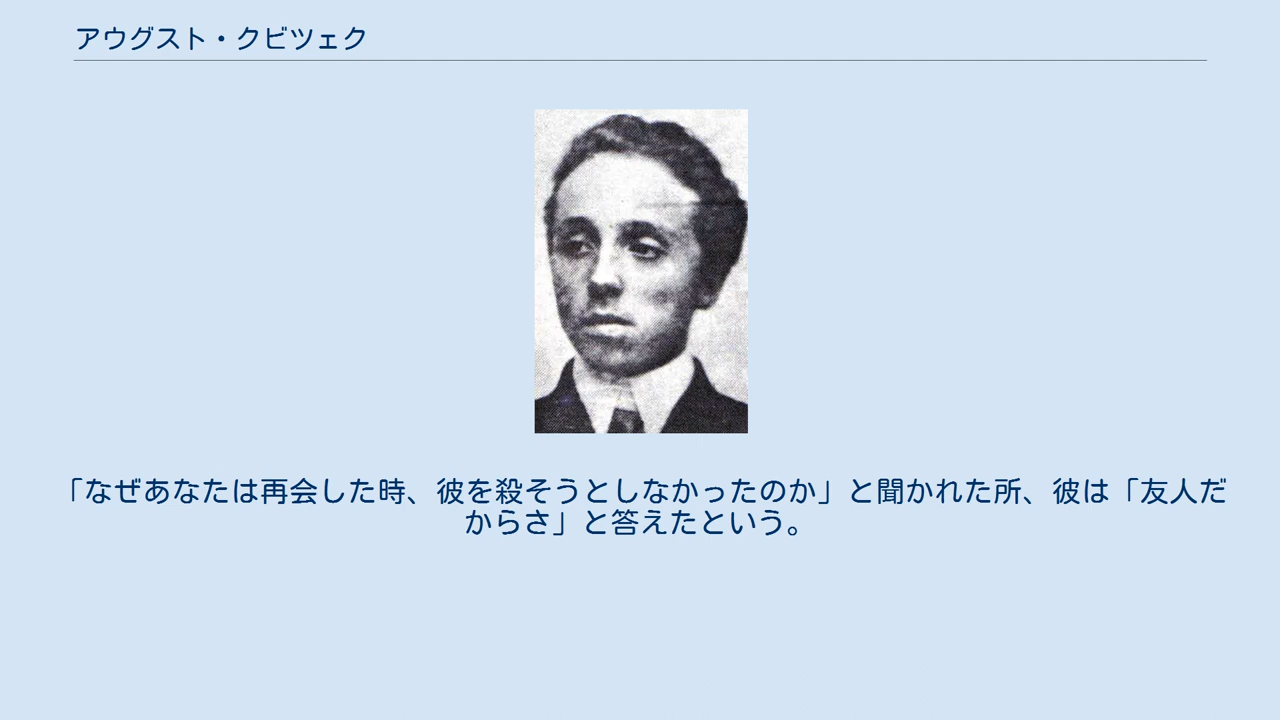 アウグスト・クビツェク
「なぜあなたは再会した時、彼を殺そうとしなかったのか」と聞かれた所、彼は「友人だ
からさ」と答えたという。